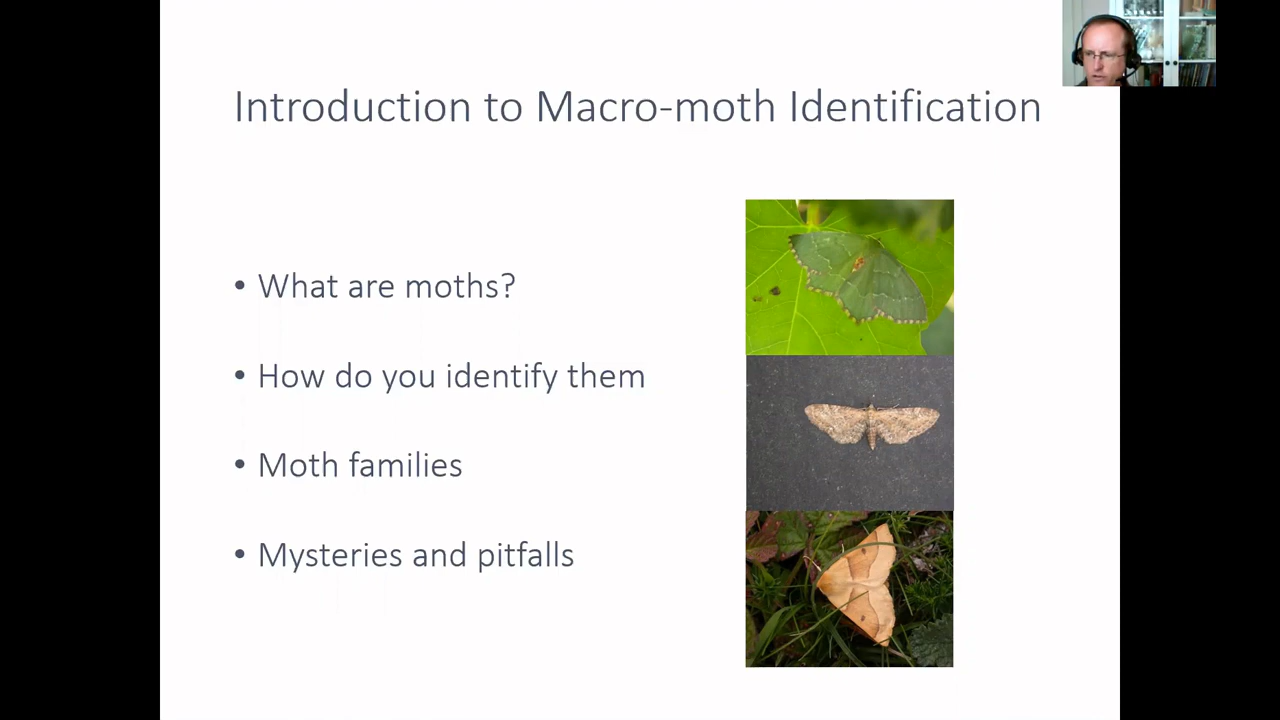 Introduction to Macro-moth Identification
• What are moths?
• How do you identify them
• Moth families
• Mysteries and pitfalls